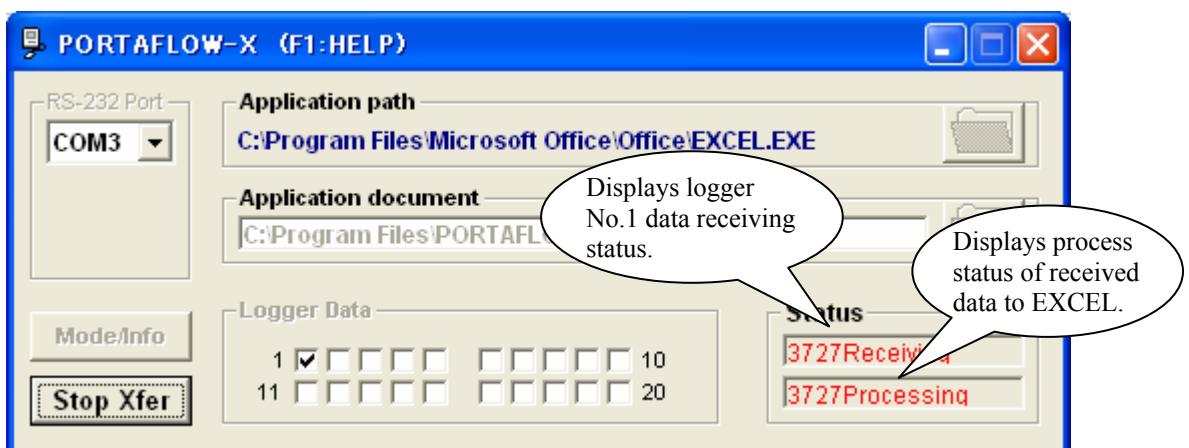 PORTAFLOW-X (F1:HELP)
RS-232 Port
COM3
Application path
C:\Program Files\Microsoft Office\Office\EXCEL.EXE
Application document
C:\Program Files\PORTAFL
Displays logger
No.1 data receiving
status.
Displays process
status of received
data to EXCEL.
Mode/Info
Stop Xfer
Logger Data
1
10
11
20
Status
3727Receiving
3727Processing